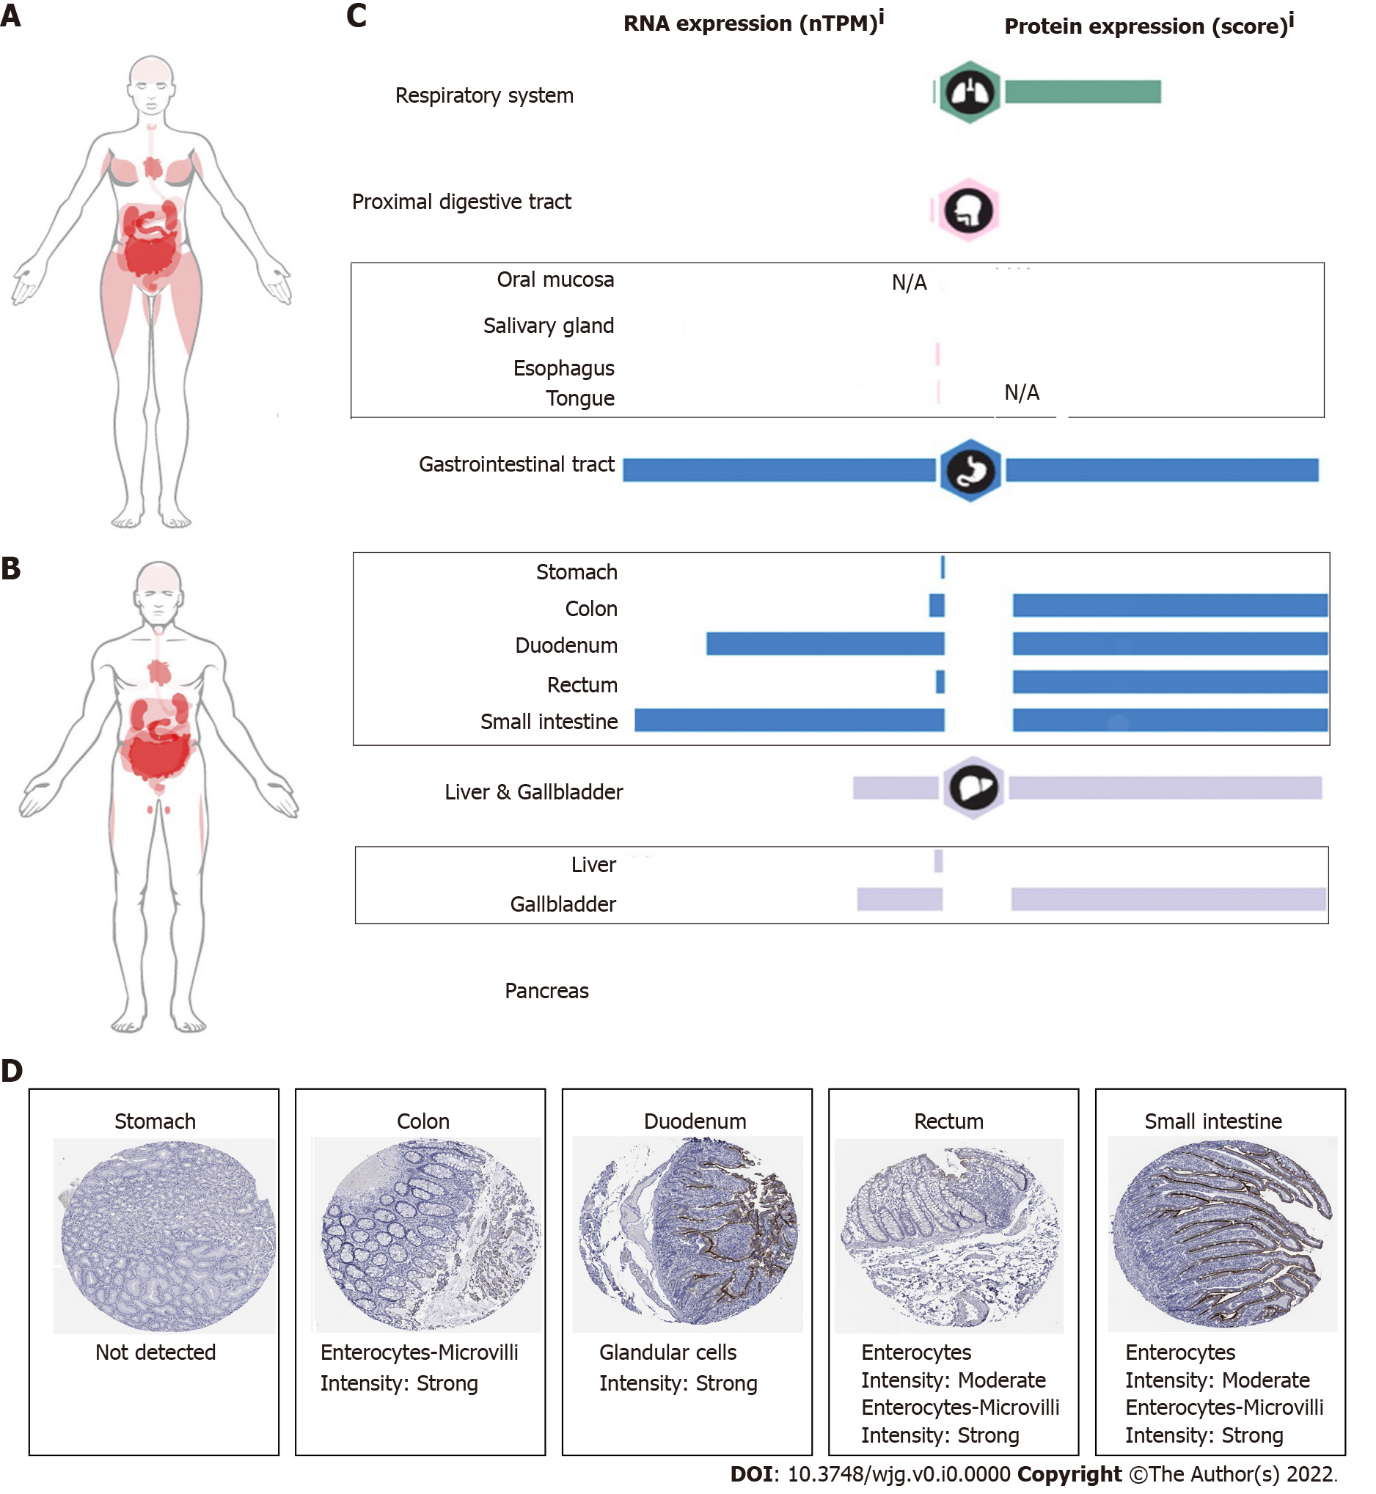 A
C
RNA expression (nTPM)i
Protein expression (score)i
Respiratory system
Proximal digestive tract
Oral mucosa
N/A
Salivary gland
Esophagus
Tongue
N/A
Gastrointestinal tract
B
Stomach
Colon
Duodenum
Rectum
Small intestine
Liver & Gallbladder
Liver
Gallbladder
Pancreas
D
Stomach
Not detected
Colon
Enterocytes-Microvilli
Intensity: Strong
Duodenum
Glandular cells
Intensity: Strong
Rectum
Enterocytes
Intensity: Moderate
Enterocytes-Microvilli
Intensity: Strong
Small intestine
Enterocytes
Intensity: Moderate
Enterocytes-Microvilli
Intensity: Strong
DOI: 10.3748/wjg.v0.i0.0000 Copyright ©The Author(s) 2022.